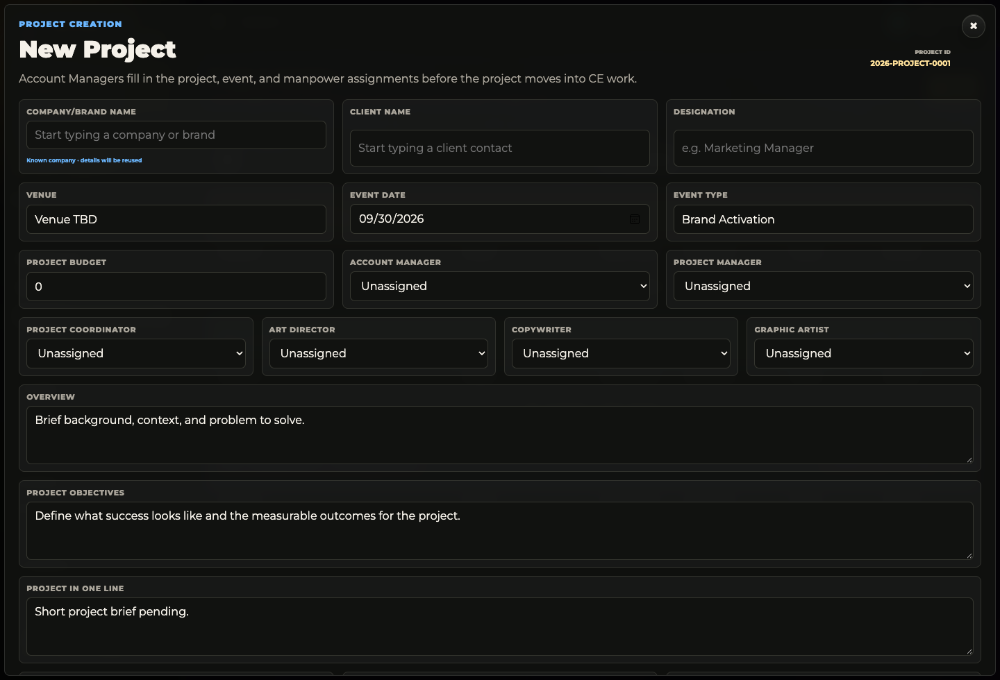 PROJECT CREATION
New Project
PROJECT ID
2026-PROJECT-0001
Account Managers fill in the project, event, and manpower assignments before the project moves into CE work.
COMPANY/BRAND NAME
Start typing a company or brand
Known company · details will be reused
CLIENT NAME
Start typing a client contact
DESIGNATION
e.g. Marketing Manager
VENUE
Venue TBD
EVENT DATE
09/30/2026
EVENT TYPE
Brand Activation
PROJECT BUDGET
0
ACCOUNT MANAGER
Unassigned
PROJECT MANAGER
Unassigned
PROJECT COORDINATOR
Unassigned
ART DIRECTOR
Unassigned
COPYWRITER
Unassigned
GRAPHIC ARTIST
Unassigned
OVERVIEW
Brief background, context, and problem to solve.
PROJECT OBJECTIVES
Define what success looks like and the measurable outcomes for the project.
PROJECT IN ONE LINE
Short project brief pending.